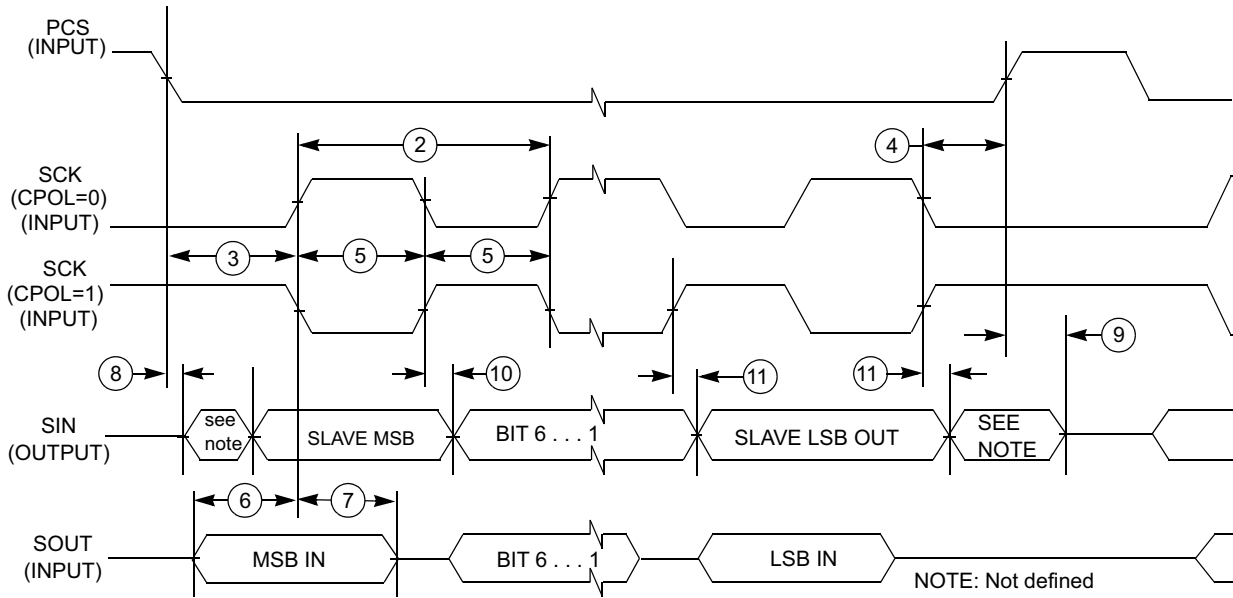 PCS
(INPUT)
2
4
SCK
(CPOL=0)
(INPUT)
3
5
5
SCK
(CPOL=1)
(INPUT)
9
8
10
11
11
SIN
(OUTPUT)
see
note
SLAVE MSB
BIT 6 . . . 1
SLAVE LSB OUT
SEE
NOTE
6
7
SOUT
(INPUT)
MSB IN
BIT 6 . . . 1
LSB IN
NOTE: Not defined